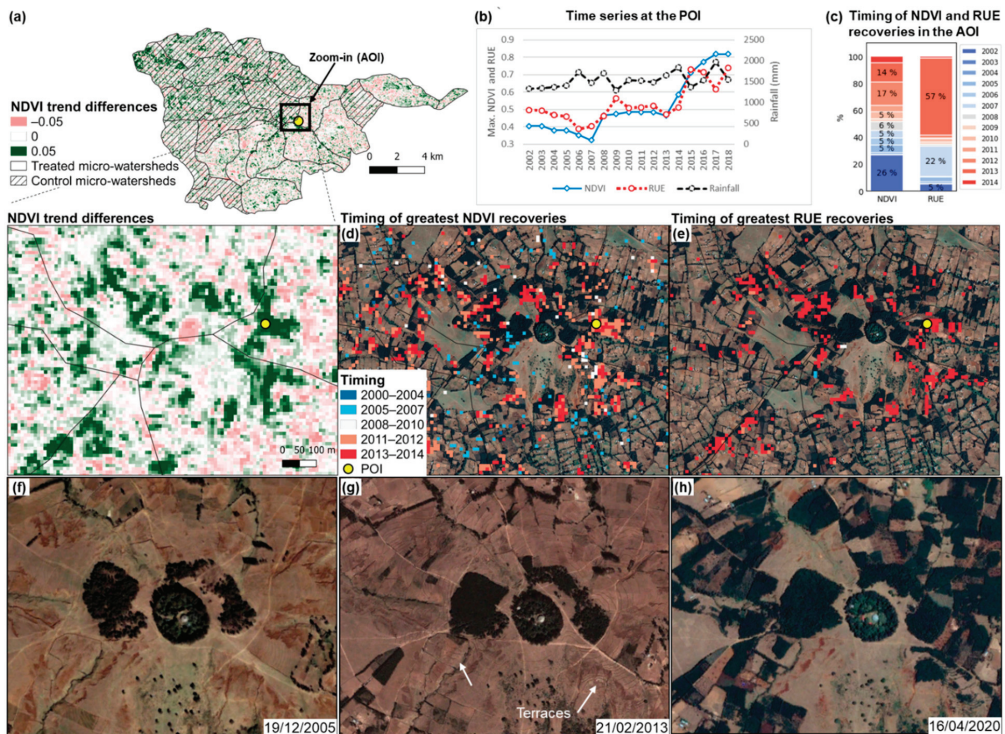 (a)
Zoom-in (AOI)
NDVI trend differences
−0.05
0
0.05
Treated micro-watersheds
Control micro-watersheds
0 2 4 km
(b)
Time series at the POI
Max. NDVI and RUE
0.9
0.8
0.7
0.6
0.5
0.4
0.3
2500
2000
1500
1000
500
0
Rainfall (mm)
2002 2003 2004 2005 2006 2007 2008 2009 2010 2011 2012 2013 2014 2015 2016 2017 2018
NDVI RUE Rainfall
(c) Timing of NDVI and RUE
recoveries in the AOI
%
100
80
60
40
20
0
14 %
17 %
5 %
6 %
5 %
5 %
5 %
26 %
57 %
22 %
5 %
NDVI RUE
2002
2003
2004
2005
2006
2007
2008
2009
2010
2011
2012
2013
2014
NDVI trend differences
0 50 100 m
Timing of greatest NDVI recoveries
(d)
Timing
2000–2004
2005–2007
2008–2010
2011–2012
2013–2014
POI
Timing of greatest RUE recoveries
(e)
(f)
19/12/2005
(g)
Terraces
21/02/2013
(h)
16/04/2020